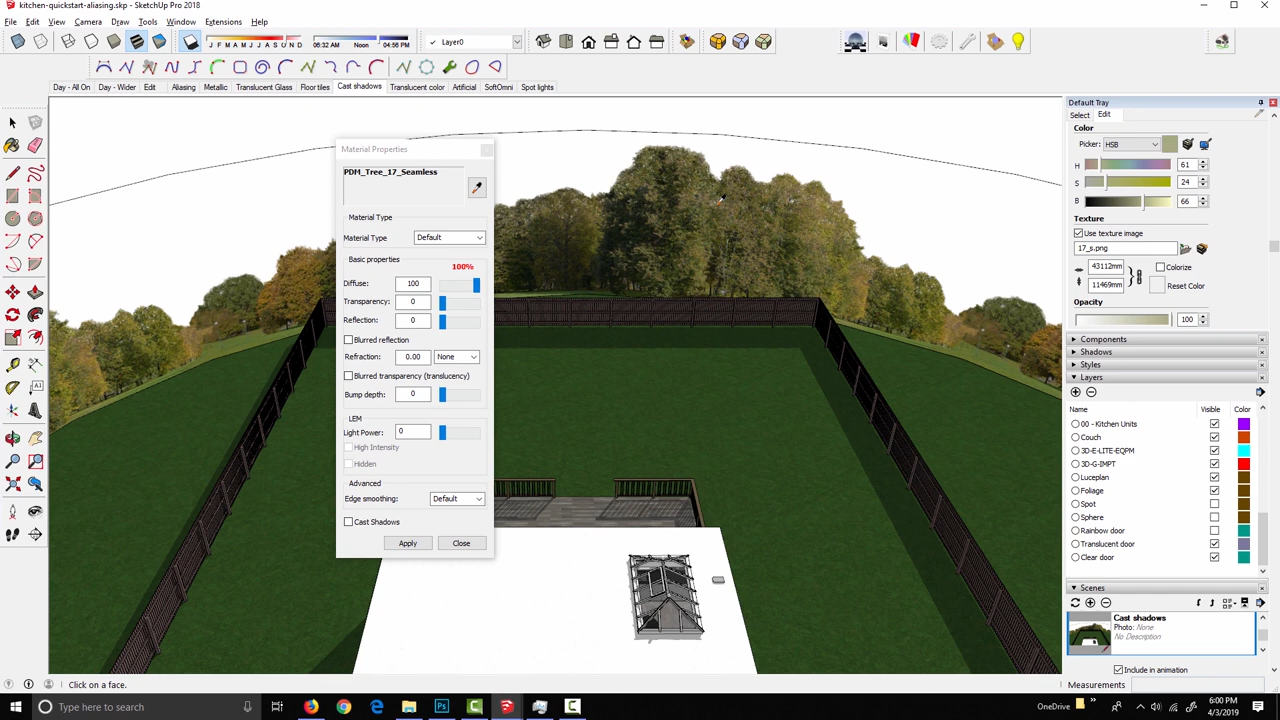 kitchen-quickstart-aliasing.skp - SketchUp Pro 2018
File Edit View Camera Draw Tools Window Extensions Help
J F M A M J J A S O N D 06:32 AM Noon 04:56 PM Layer0
Day - All On Day - Wider Edit Aliasing Metallic Translucent Glass Floor tiles Cast shadows Translucent color Artificial SoftOmni Spot lights
Material Properties
PDM_Tree_17_Seamless
Material Type
Material Type Default
Basic properties
100%
Diffuse: 100
Transparency: 0
Reflection: 0
Blurred reflection
Refraction: 0.00 None
Blurred transparency (translucency)
Bump depth: 0
LEM
Light Power: 0
High Intensity
Hidden
Advanced
Edge smoothing: Default
Cast Shadows
Apply Close
Default Tray
Select Edit
Color
Picker: HSB
H 61
S 24
B 66
Texture
Use texture image
17_s.png
43112mm Colorize
11469mm Reset Color
Opacity
100
Components
Shadows
Styles
Layers
Name Visible Color
00 - Kitchen Units
Couch
3D-E-LITE-EQPM
3D-G-IMPT
Luceplan
Foliage
Spot
Sphere
Rainbow door
Translucent door
Clear door
Scenes
Cast shadows
Photo: None
No Description
Include in animation
Click on a face.
Measurements
Type here to search
OneDrive
6:00 PM
4/3/2019